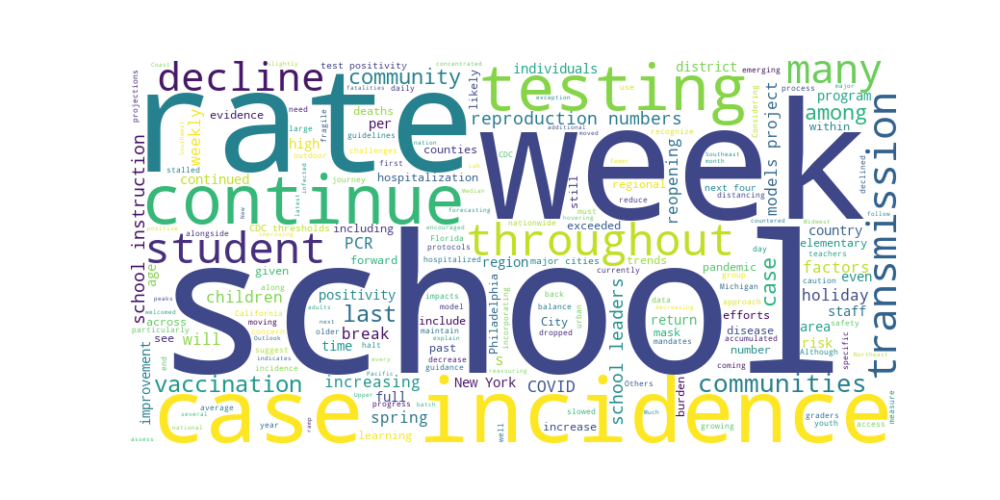 Coast
slightly
test positivity
concentrated
decline
fatalities
daily
community
individuals
district
emerging
many
projections
evidence
need
fragile
deaths
likely
testing
use
process
major
rate
week
exception
program
per
reproduction numbers
additional
moved
recognize
Considering
among
weekly
large
guidelines
within
high
challenges
nation
counties
school instruction
Southeast
outdoor
first
lab
CDC
fewer
Southeast
month
models project
declined
transmission
stalled
infected
hospitalization
continued
journey
Median
still
regional
reopening
next four
distancing
latest
continue
New
forecasting
must
reduce
hovering
countered
Midwest
follow
positive
alongside
CDC thresholds
including
encouraged
nationwide
exceeded
improving
Florida
throughout
day
country
teachers
student
PCR
protocols
case
elementary
age
given
forward
hospitalized
region
major cities
trends
pandemic
caution
even
along
currently
group
factors
children
positivity
impacts
Philadelphia
incorporating
back
data
decreasing
Michigan
holiday
peaks
California
adults
model
balance
urban
return
approach
staff
across
moving
last
include
City
mask
efforts
safety
welcomed
concern
next
maintain
dropped
mandates
disease
accumulated
area
specific
particularly
Outlook
older
explain
school
number
Although
Northeast
see
will
break
past
decrease
risk
end
suggest
indicates
time
halt
guidance
s
coming
improvement
incidence
every
Pacific
reassuring
vaccination
increasing
New York
COVID
school leaders
Others
burden
communities
Upper
full
progress
batch
several
average
case incidence
slowed
Much
graders
measure
national
year
ramp
spring
well
increase
youth
access
assess
learning
growing